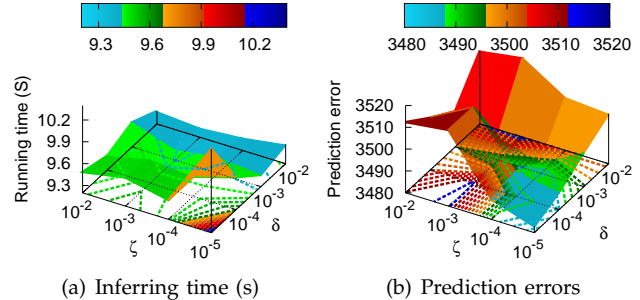 9.3 9.6 9.9 10.2
Running time (S)
10.2
9.9
9.6
9.3
10⁻²
10⁻³
10⁻⁴
10⁻⁵
ζ
10⁻²
10⁻³
10⁻⁴
δ
(a) Inferring time (s)
3480 3490 3500 3510 3520
Prediction error
3520
3510
3500
3490
3480
10⁻²
10⁻³
10⁻⁴
10⁻⁵
ζ
10⁻²
10⁻³
10⁻⁴
δ
(b) Prediction errors